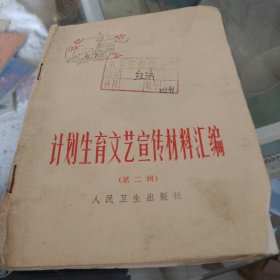 计划生育文艺宣传材料汇编
(第二辑)
人民卫生出版社